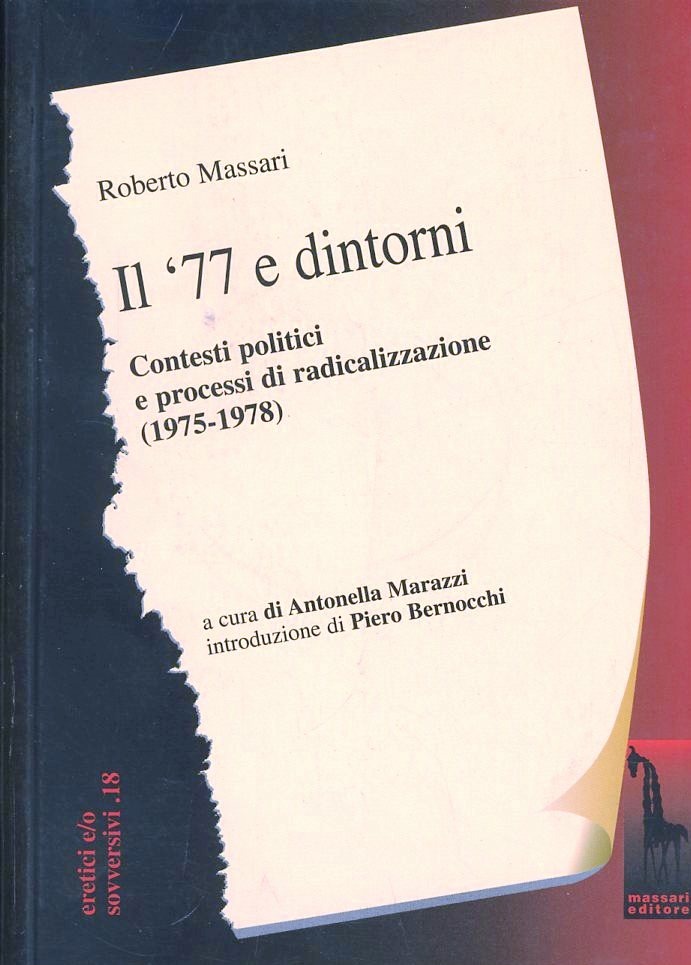 Roberto Massari
Il ‘77 e dintorni
Contesti politici
e processi di radicalizzazione
(1975-1978)
a cura di Antonella Marazzi
introduzione di Piero Bernocchi
eretici e/o
sovversivi .18
massari
editore